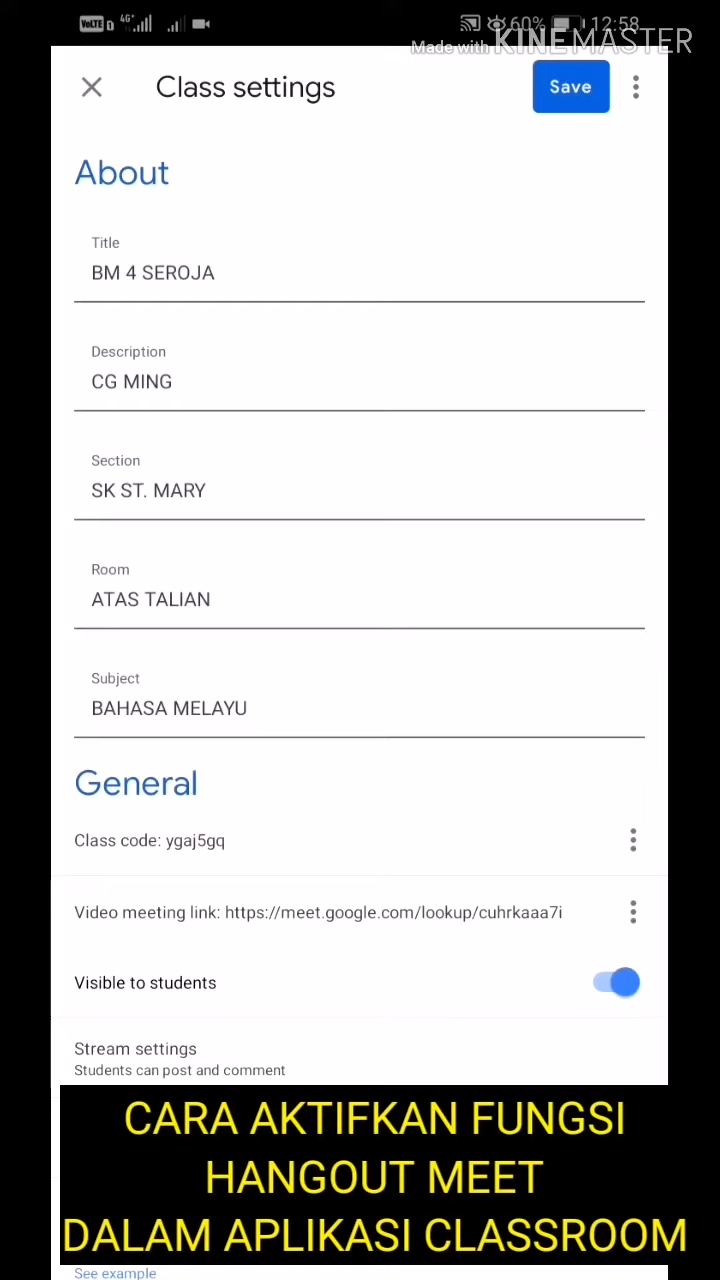 VoLTE 1 4G 60% 12:58
Made with KINEMASTER
Class settings
Save
About
Title
BM 4 SEROJA
Description
CG MING
Section
SK ST. MARY
Room
ATAS TALIAN
Subject
BAHASA MELAYU
General
Class code: ygaj5gq
Video meeting link: https://meet.google.com/lookup/cuhrkaaa7i
Visible to students
Stream settings
Students can post and comment
CARA AKTIFKAN FUNGSI
HANGOUT MEET
DALAM APLIKASI CLASSROOM
See example